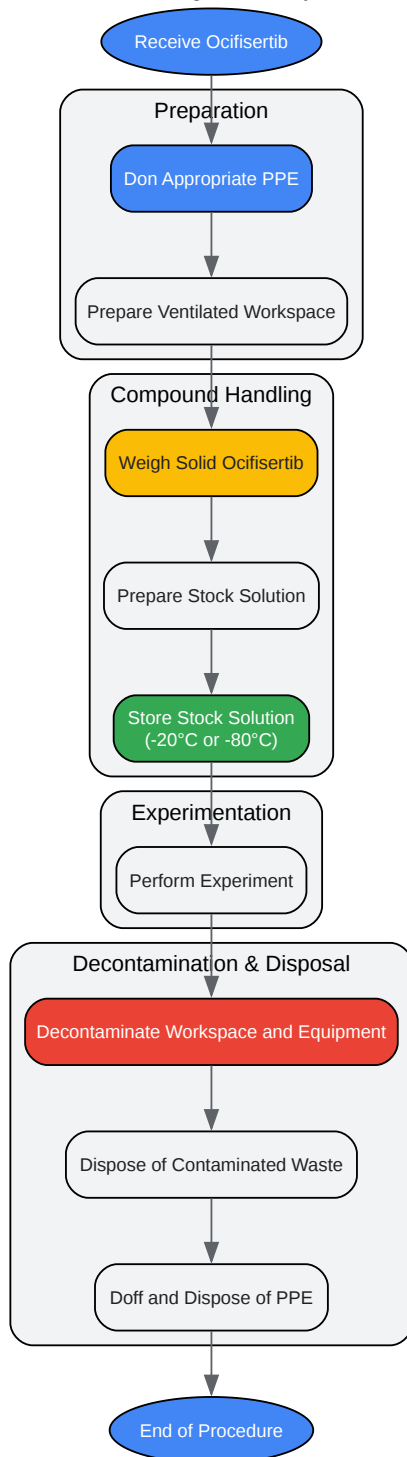 Receive Ocifisertib
Preparation
Don Appropriate PPE
Prepare Ventilated Workspace
Compound Handling
Weigh Solid Ocifisertib
Prepare Stock Solution
Store Stock Solution
(-20°C or -80°C)
Experimentation
Perform Experiment
Decontamination & Disposal
Decontaminate Workspace and Equipment
Dispose of Contaminated Waste
Doff and Dispose of PPE
End of Procedure